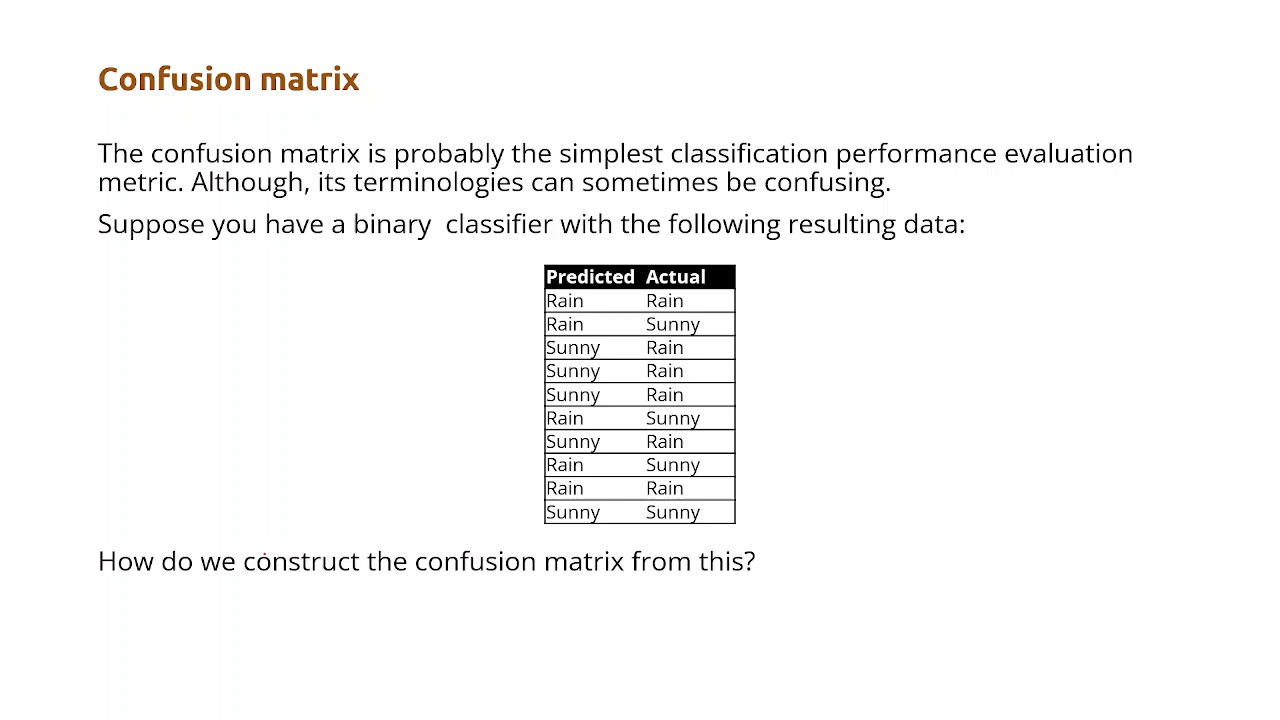 Confusion matrix
The confusion matrix is probably the simplest classification performance evaluation
metric. Although, its terminologies can sometimes be confusing.
Suppose you have a binary  classifier with the following resulting data:
Predicted Actual
Rain Rain
Rain Sunny
Sunny Rain
Sunny Rain
Sunny Rain
Rain Sunny
Sunny Rain
Rain Sunny
Rain Rain
Sunny Sunny
How do we construct the confusion matrix from this?